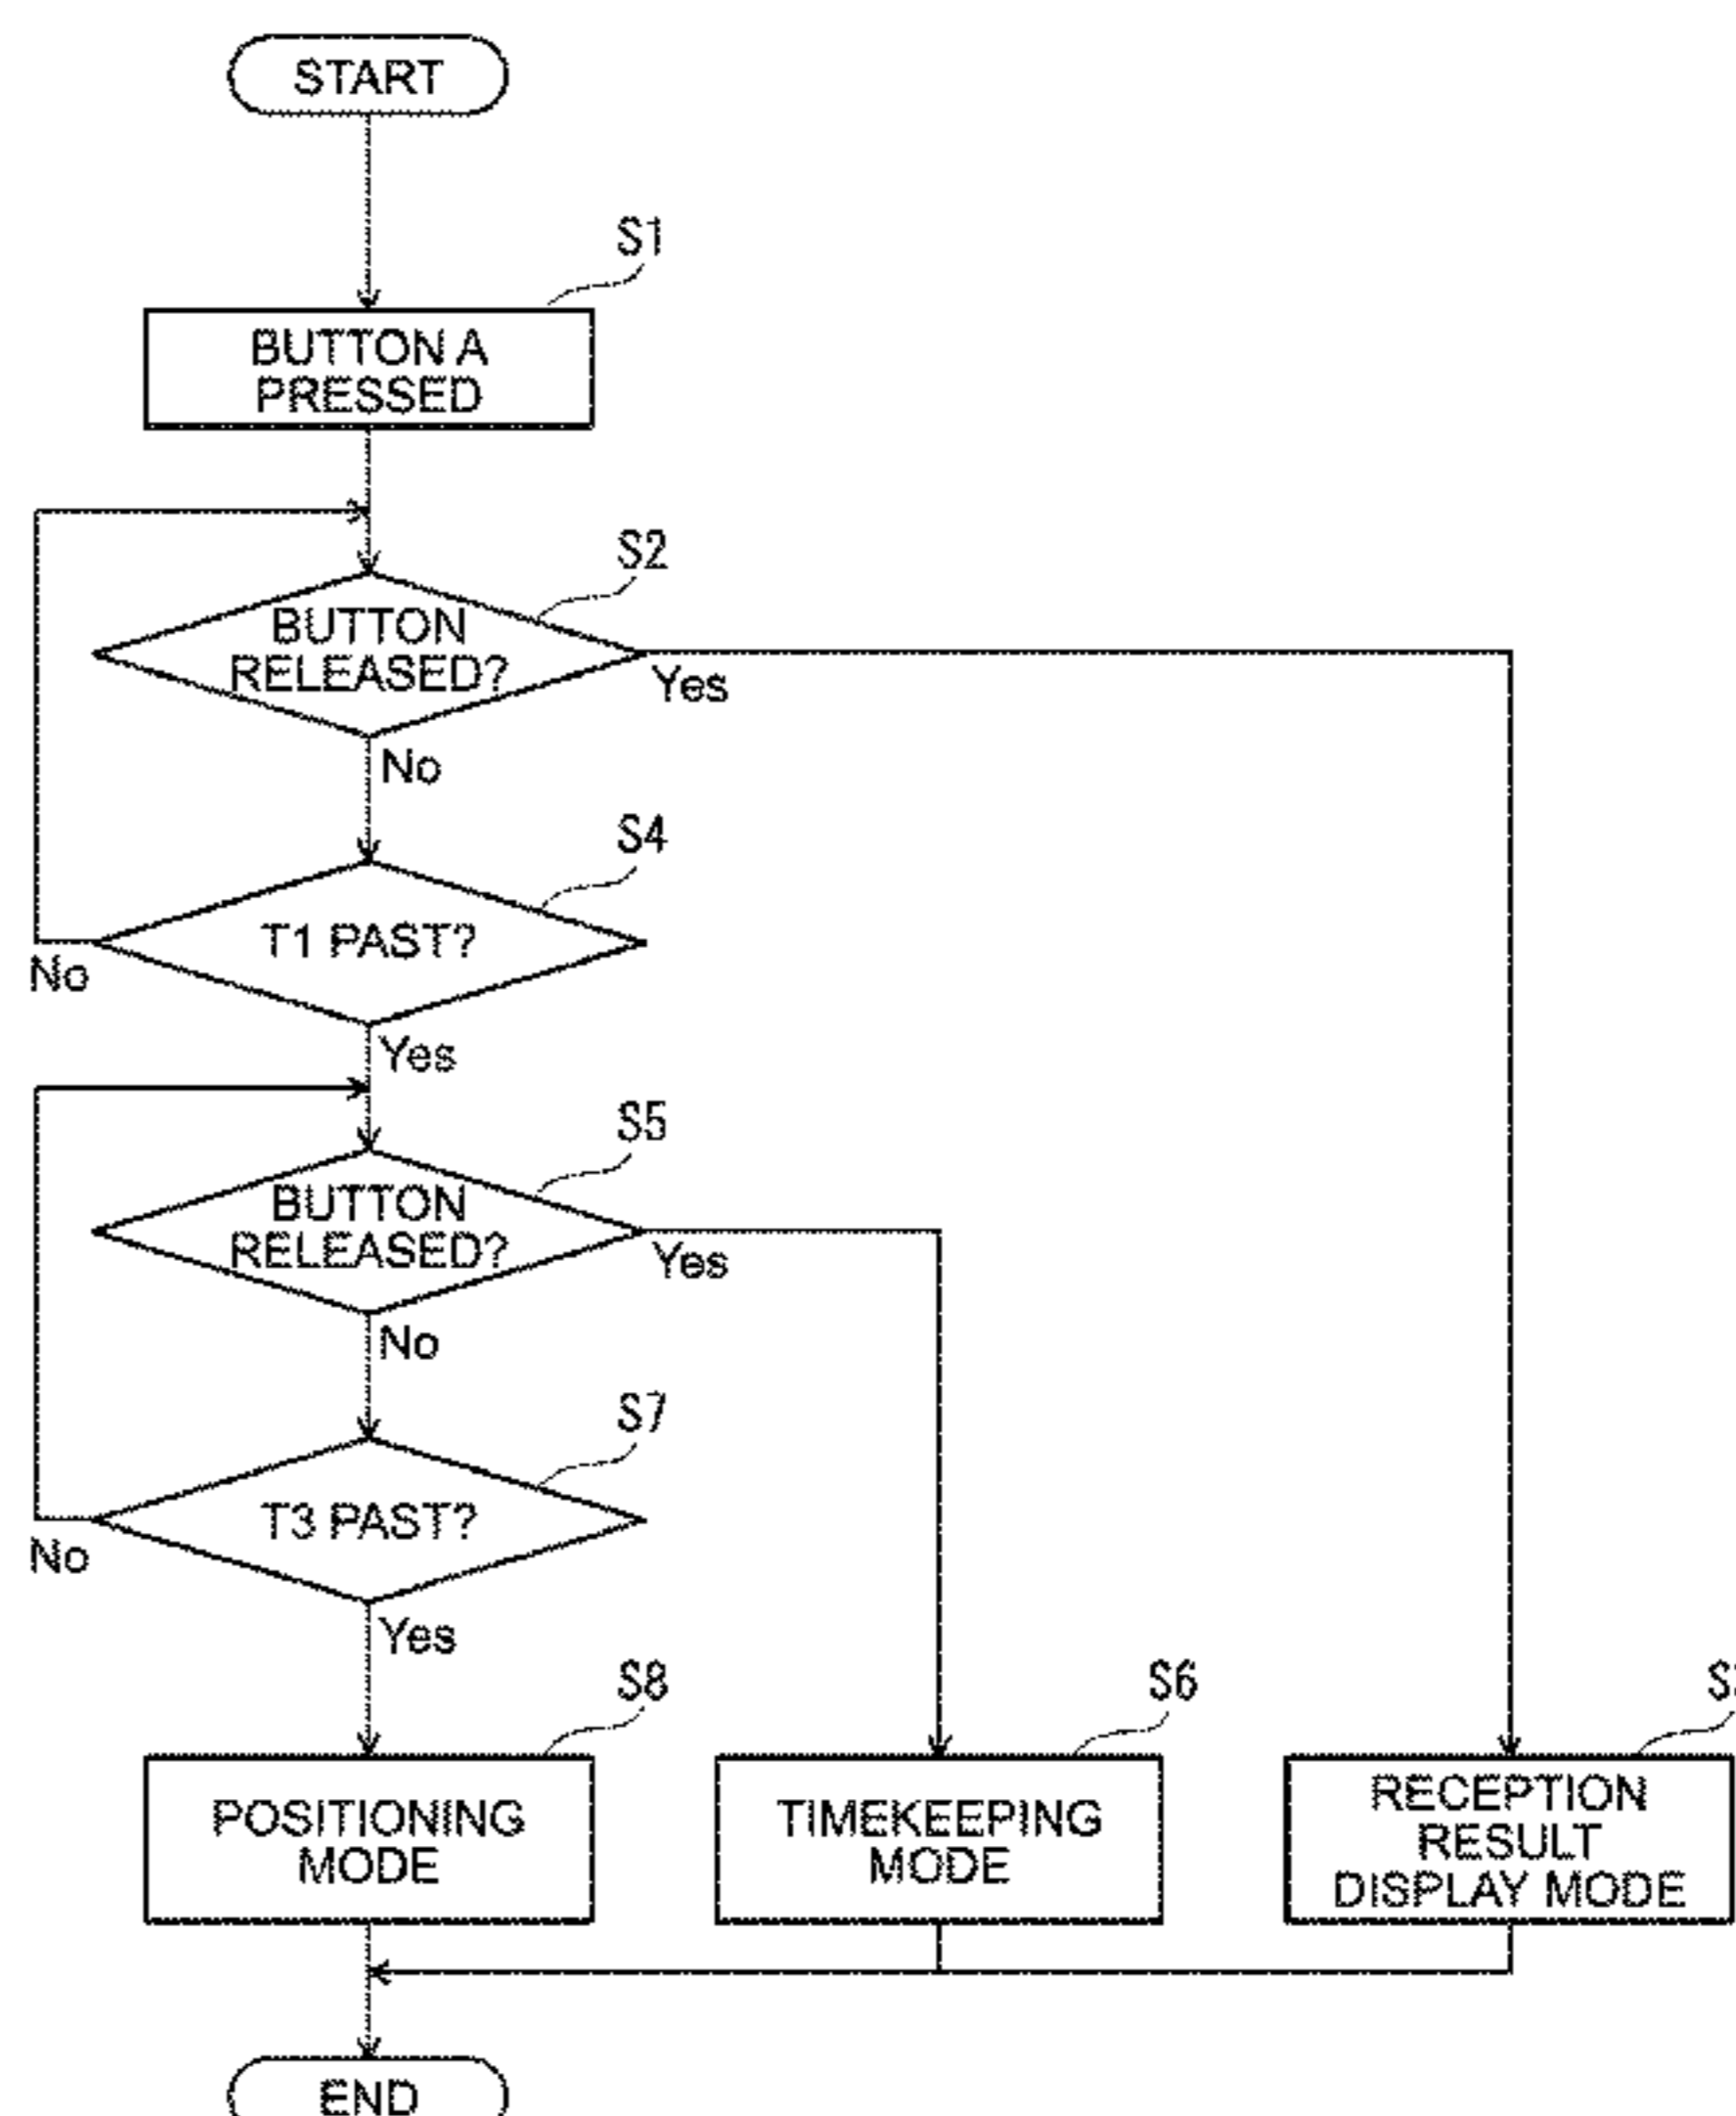 START
S1
BUTTON A
PRESSED
S2
BUTTON
RELEASED?
Yes
No
S4
T1 PAST?
No
Yes
S5
BUTTON
RELEASED?
Yes
No
S7
T3 PAST?
No
Yes
S8
POSITIONING
MODE
S6
TIMEKEEPING
MODE
RECEPTION
RESULT
DISPLAY MODE
END